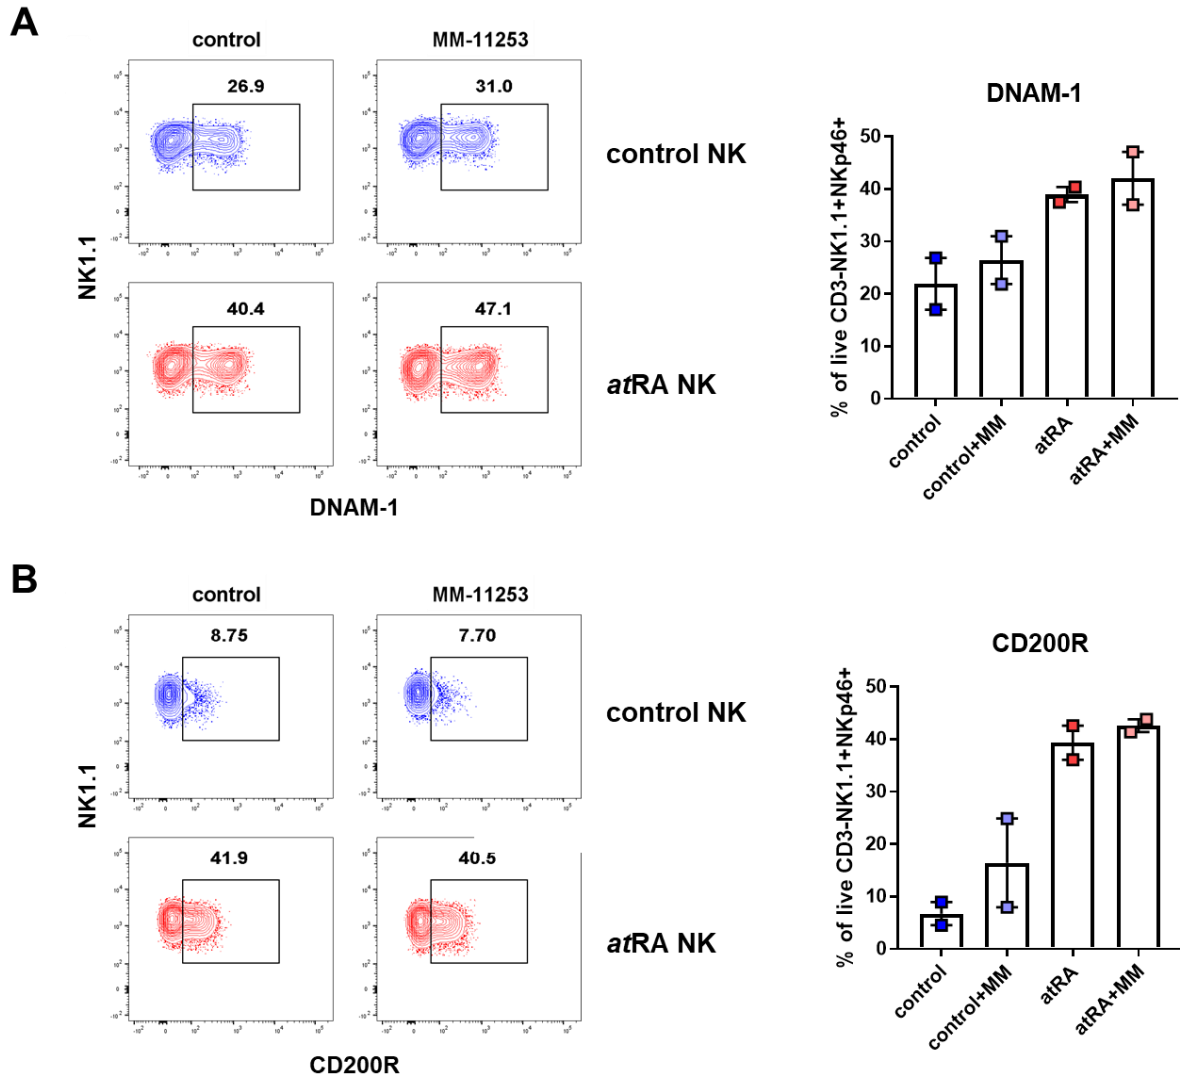 A
control
MM-11253
26.9
31.0
control NK
40.4
47.1
atRA NK
NK1.1
DNAM-1
DNAM-1
% of live CD3-NK1.1+NKp46+
50
40
30
20
10
0
control
control+MM
atRA
atRA+MM
B
control
MM-11253
8.75
7.70
control NK
41.9
40.5
atRA NK
NK1.1
CD200R
CD200R
% of live CD3-NK1.1+NKp46+
50
40
30
20
10
0
control
control+MM
atRA
atRA+MM